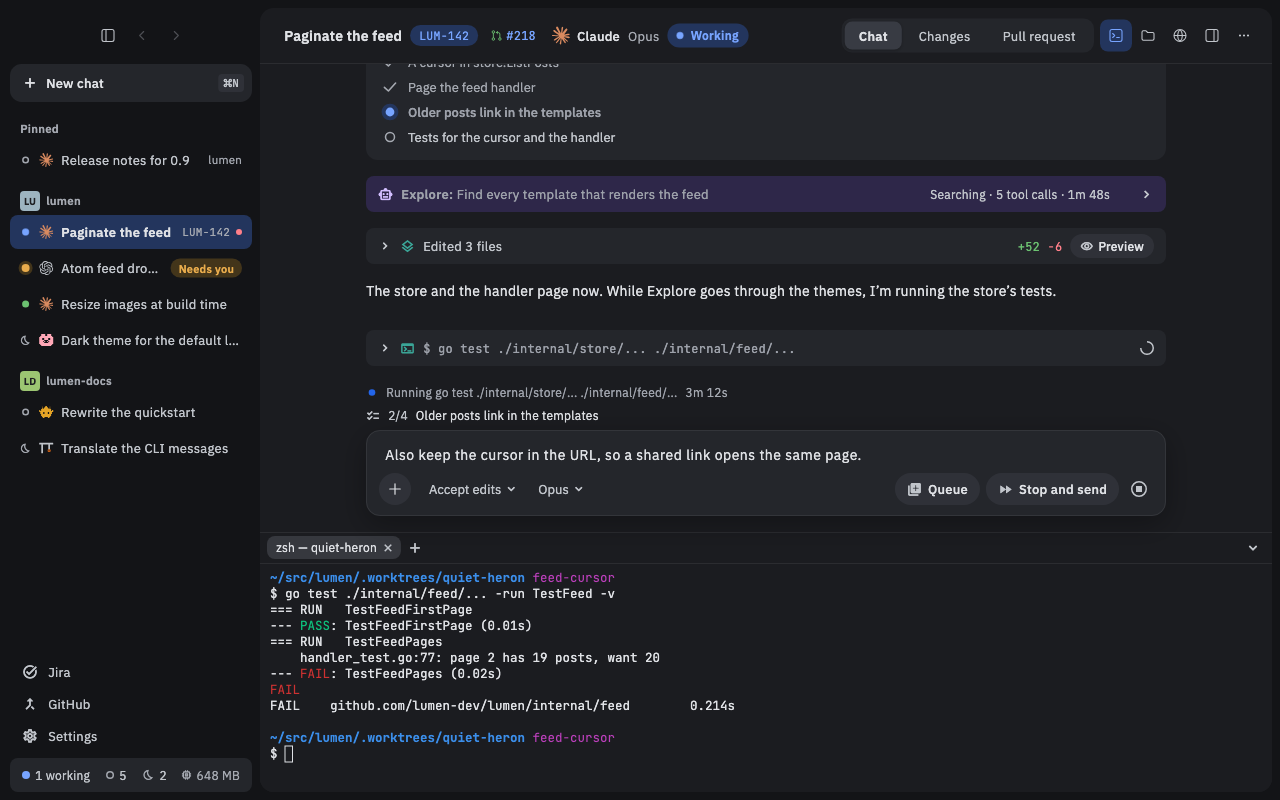 New chat ⌘N
Pinned
Release notes for 0.9 lumen
LU lumen
Paginate the feed LUM-142
Atom feed dro… Needs you
Resize images at build time
Dark theme for the default l…
LD lumen-docs
Rewrite the quickstart
Translate the CLI messages
Jira
GitHub
Settings
1 working 5 2 648 MB
Paginate the feed LUM-142 #218 Claude Opus Working
Chat Changes Pull request
A cursor in store.ListPosts
Page the feed handler
Older posts link in the templates
Tests for the cursor and the handler
Explore: Find every template that renders the feed Searching · 5 tool calls · 1m 48s
Edited 3 files +52 -6 Preview
The store and the handler page now. While Explore goes through the themes, I’m running the store’s tests.
$ go test ./internal/store/... ./internal/feed/...
Running go test ./internal/store/... ./internal/feed/... 3m 12s
2/4 Older posts link in the templates
Also keep the cursor in the URL, so a shared link opens the same page.
Accept edits Opus Queue Stop and send
zsh — quiet-heron
~/src/lumen/.worktrees/quiet-heron feed-cursor
$ go test ./internal/feed/... -run TestFeed -v
=== RUN TestFeedFirstPage
--- PASS: TestFeedFirstPage (0.01s)
=== RUN TestFeedPages
handler_test.go:77: page 2 has 19 posts, want 20
--- FAIL: TestFeedPages (0.02s)
FAIL
FAIL github.com/lumen-dev/lumen/internal/feed 0.214s
~/src/lumen/.worktrees/quiet-heron feed-cursor
$